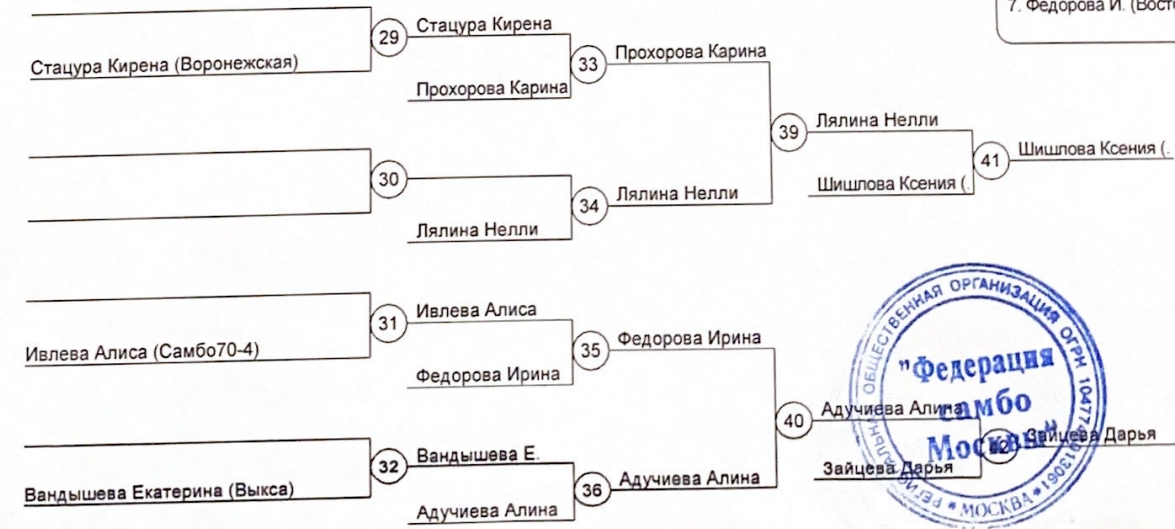 7. Федорова И. (Вост
29
Стацура Кирена
Стацура Кирена (Воронежская)
33
Прохорова Карина
Прохорова Карина
39
Лялина Нелли
41
Шишлова Ксения (.
Шишлова Ксения (.
30
34
Лялина Нелли
Лялина Нелли
31
Ивлева Алиса
Ивлева Алиса (Самбо70-4)
35
Федорова Ирина
Федорова Ирина
40
Адучиева Алина
42
Зайцева Дарья
Зайцева Дарья
32
Вандышева Е.
Вандышева Екатерина (Выкса)
36
Адучиева Алина
Адучиева Алина
ОБЩЕСТВЕННАЯ ОРГАНИЗАЦИЯ ОГРН
* МОСКВА *
"Федерация
самбо
Москвы"